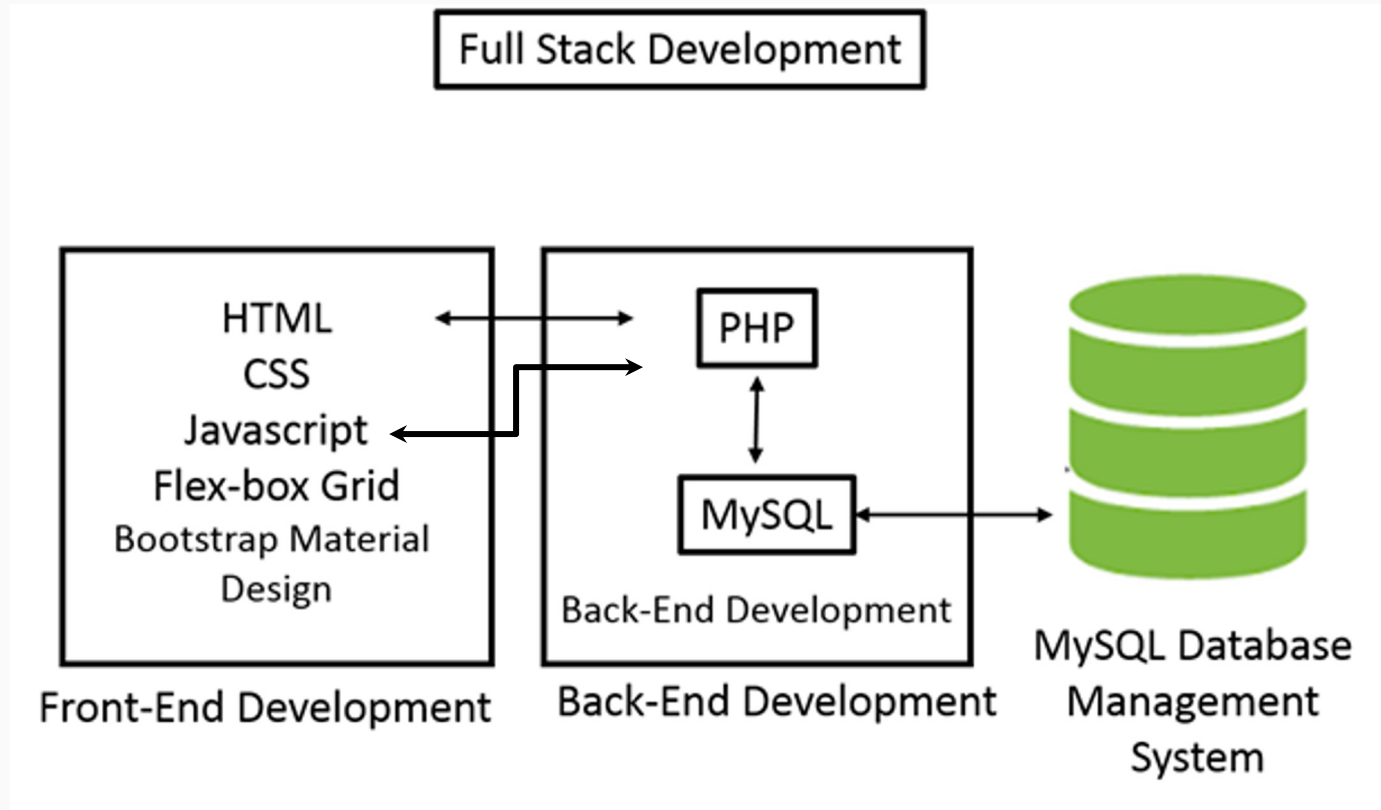 Full Stack Development
HTML
CSS
Javascript
Flex-box Grid
Bootstrap Material
Design
Front-End Development
PHP
MySQL
Back-End Development
Back-End Development
MySQL Database
Management
System